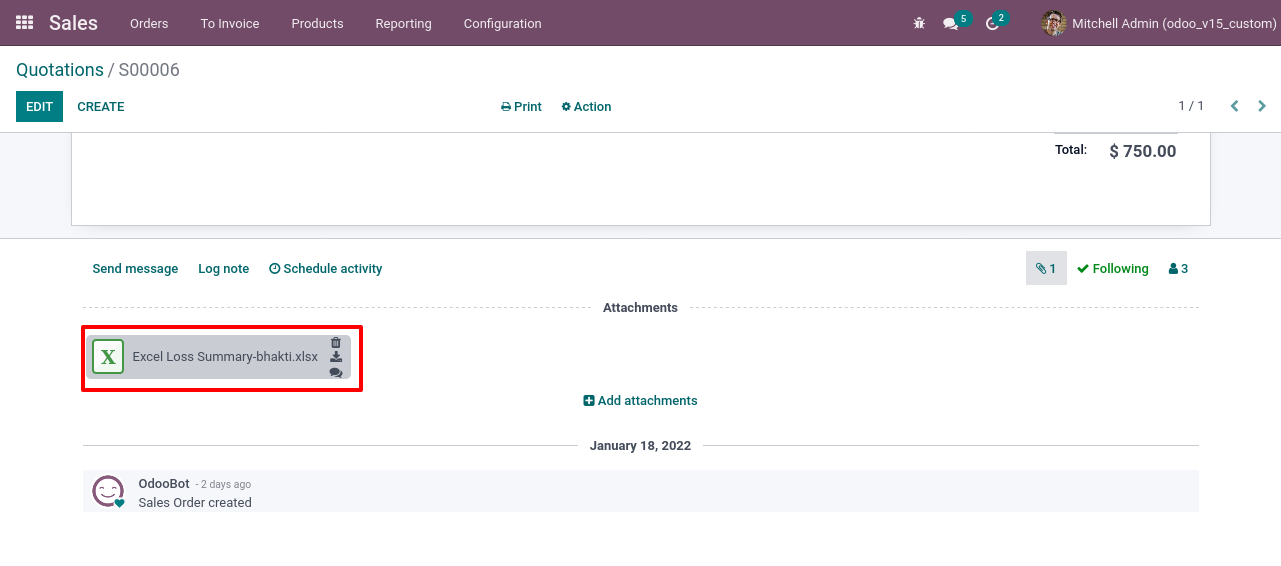 Sales Orders To Invoice Products Reporting Configuration 5 2 Mitchell Admin (odoo_v15_custom)
Quotations / S00006
EDIT CREATE Print Action 1 / 1
Total: $ 750.00
Send message Log note Schedule activity 1 Following 3
Attachments
X Excel Loss Summary-bhakti.xlsx
Add attachments
January 18, 2022
OdooBot - 2 days ago
Sales Order created